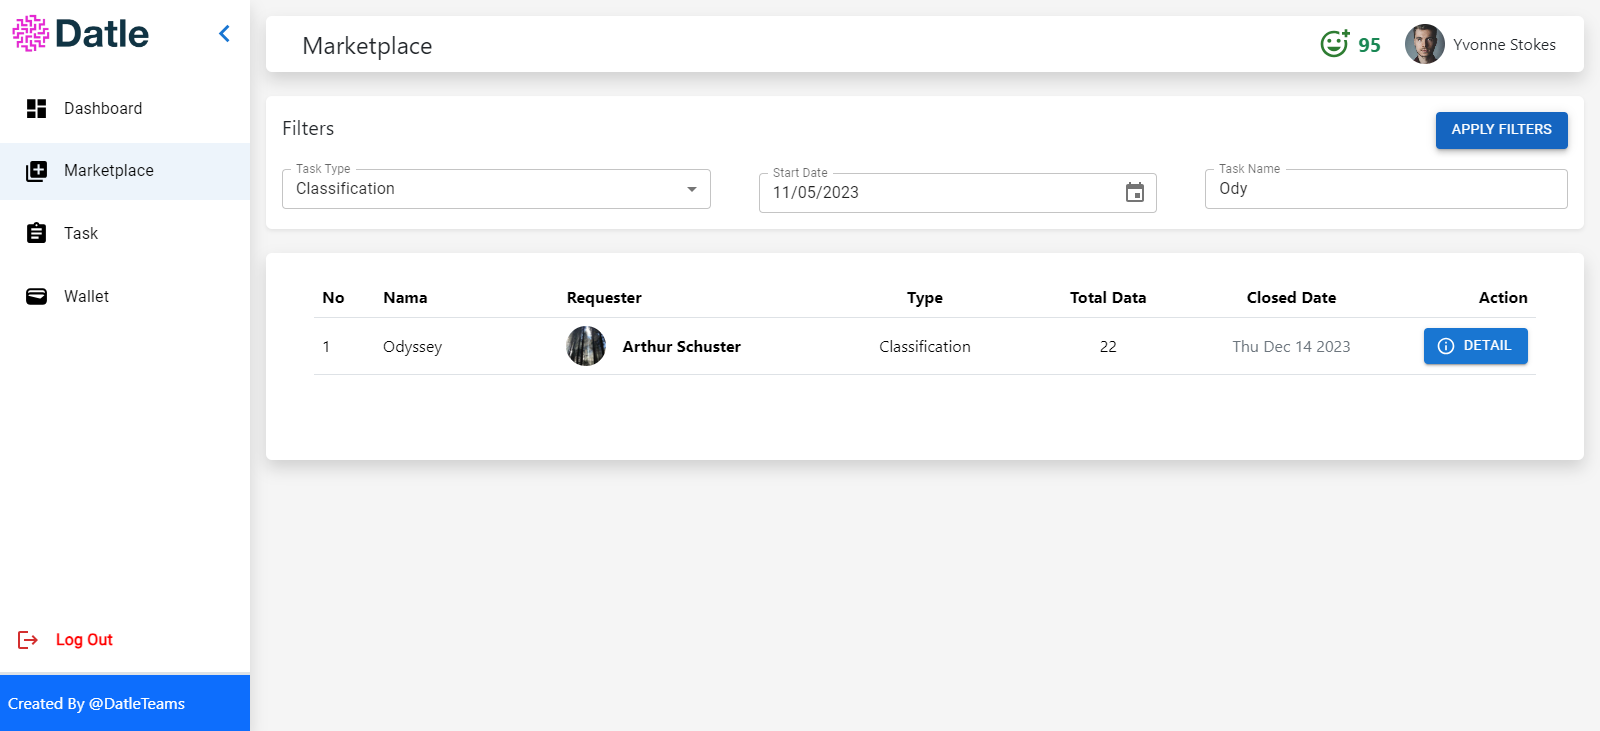 Datle
Dashboard
Marketplace
Task
Wallet
Log Out
Created By @DatleTeams
Marketplace
95
Yvonne Stokes
Filters
APPLY FILTERS
Task Type
Classification
Start Date
11/05/2023
Task Name
Ody
No Nama Requester Type Total Data Closed Date Action
1 Odyssey Arthur Schuster Classification 22 Thu Dec 14 2023 DETAIL